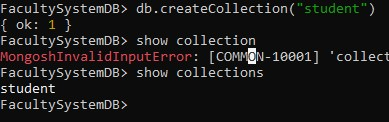 FacultySystemDB> db.createCollection("student")
{ ok: 1 }
FacultySystemDB> show collection
MongoshInvalidInputError: [COMMON-10001] 'collect
FacultySystemDB> show collections
student
FacultySystemDB>